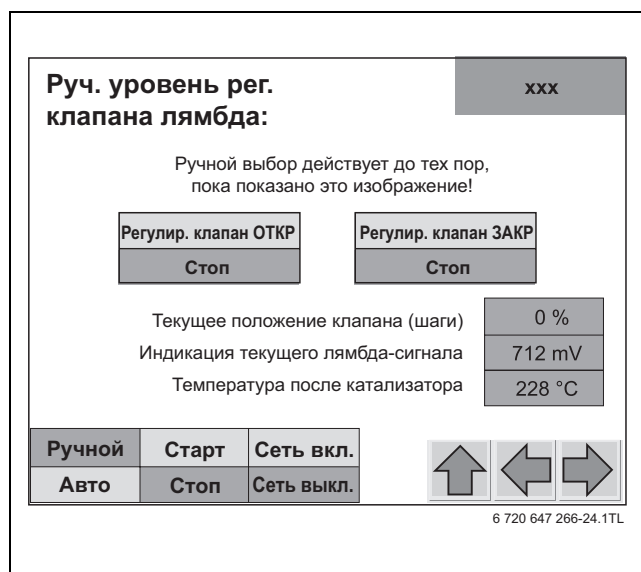 Руч. уровень рег.
клапана лямбда:
xxx
Ручной выбор действует до тех пор,
пока показано это изображение!
Регулир. клапан ОТКР
Стоп
Регулир. клапан ЗАКР
Стоп
Текущее положение клапана (шаги)
0 %
Индикация текущего лямбда-сигнала
712 mV
Температура после катализатора
228 °C
Ручной
Старт
Сеть вкл.
Авто
Стоп
Сеть выкл.
6 720 647 266-24.1TL